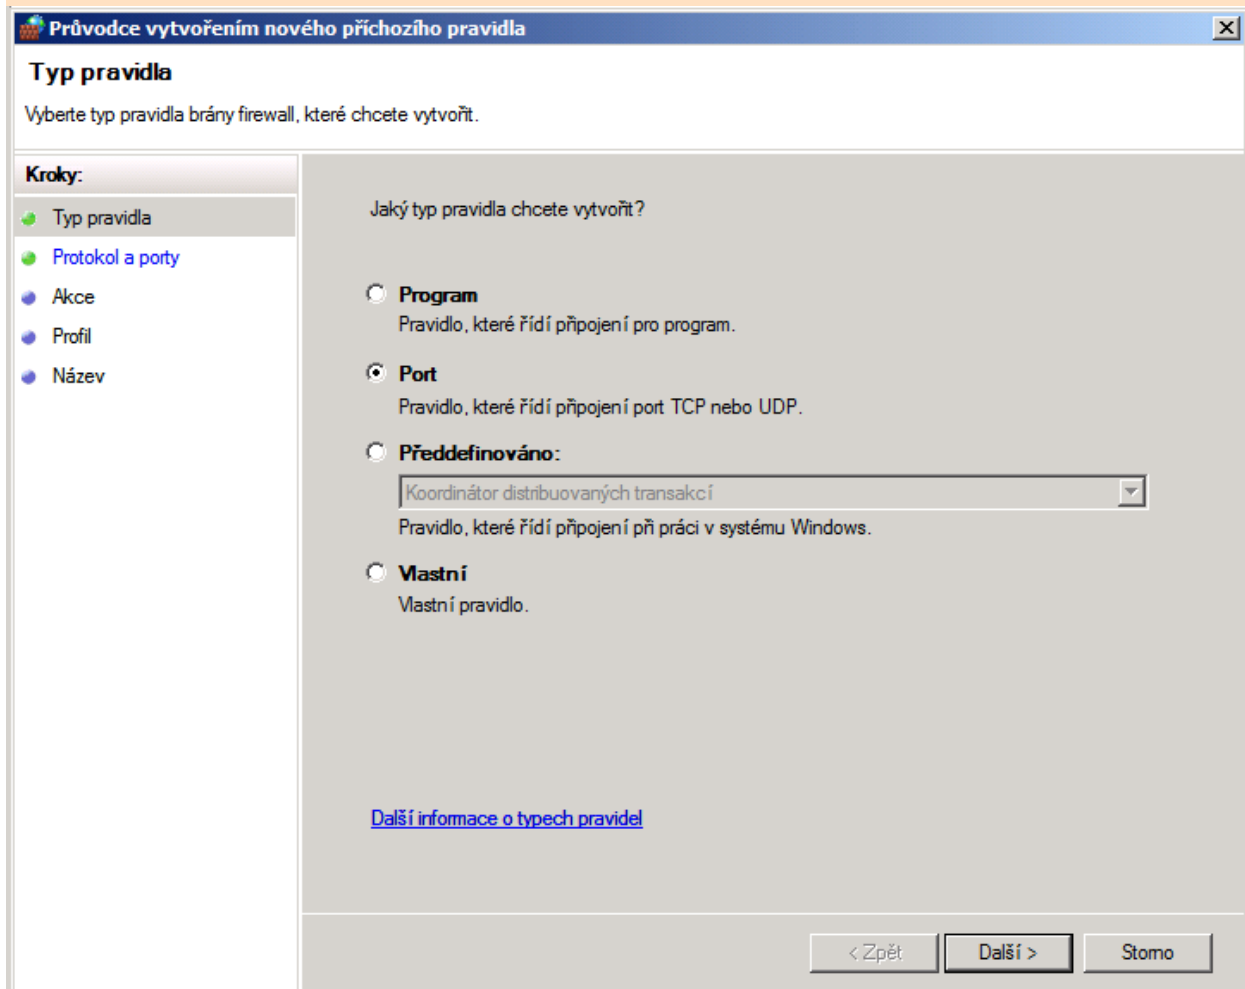 Průvodce vytvořením nového příchozího pravidla
Typ pravidla
Vyberte typ pravidla brány firewall, které chcete vytvořit.
Kroky:
Typ pravidla
Protokol a porty
Akce
Profil
Název
Jaký typ pravidla chcete vytvořit?
Program
Pravidlo, které řídí připojení pro program.
Port
Pravidlo, které řídí připojení port TCP nebo UDP.
Předdefinováno:
Koordinátor distribuovaných transakcí
Pravidlo, které řídí připojení při práci v systému Windows.
Vlastní
Vlastní pravidlo.
Další informace o typech pravidel
< Zpět
Další >
Storno